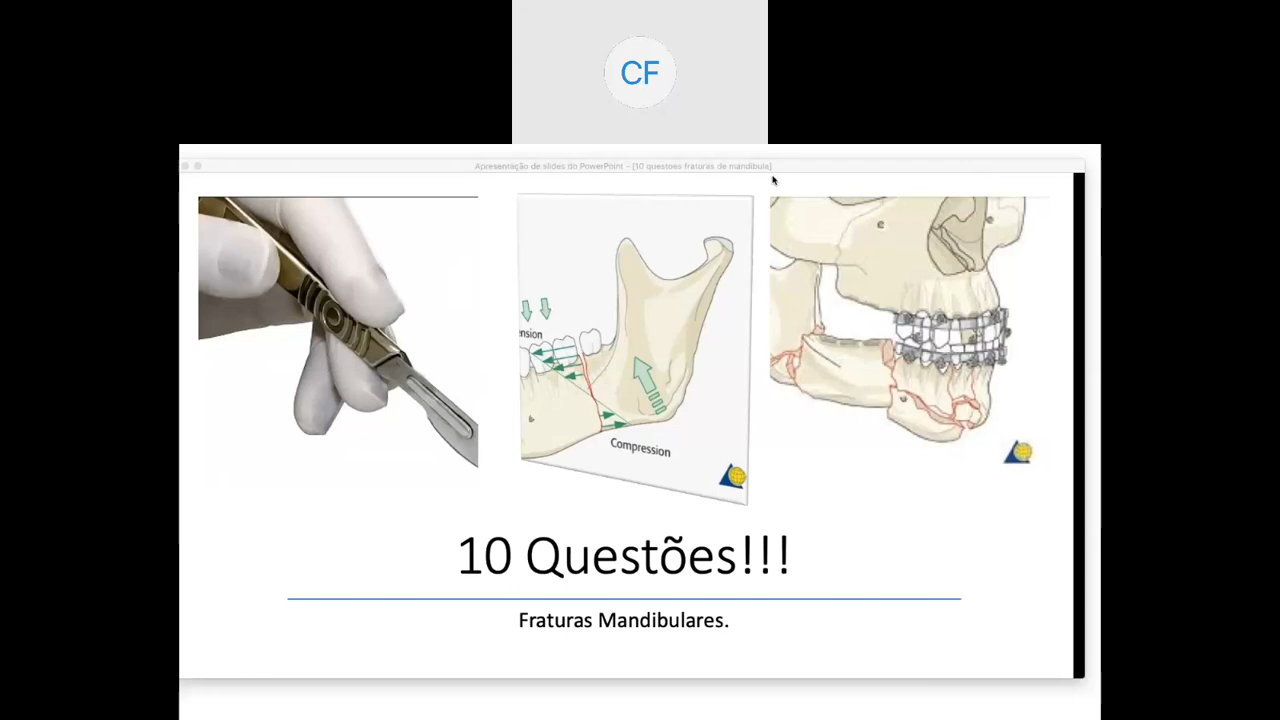 CF
Apresentação de slides do PowerPoint - [10 questoes fraturas de mandibula]
nsion
Compression
10 Questões!!!
Fraturas Mandibulares.